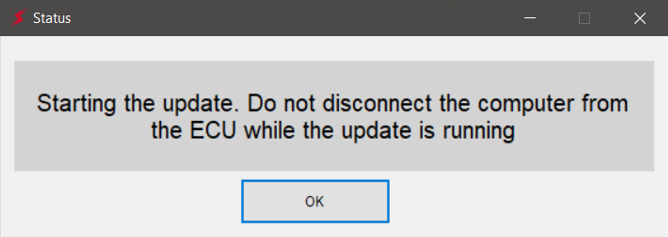 Status
Starting the update. Do not disconnect the computer from
the ECU while the update is running
OK